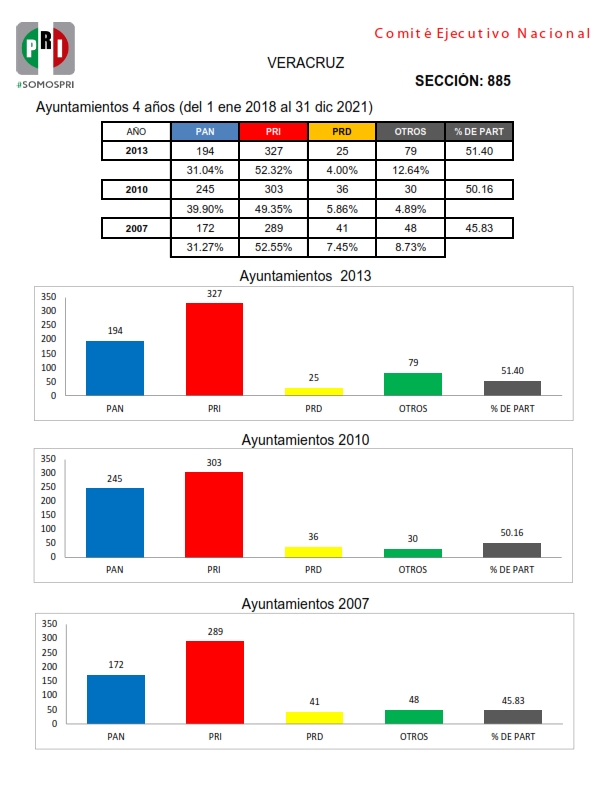 Comité Ejecutivo Nacional
PRI
#SOMOSPRI
VERACRUZ
SECCIÓN: 885
Ayuntamientos 4 años (del 1 ene 2018 al 31 dic 2021)
AÑO PAN PRI PRD OTROS % DE PART
2013 194 327 25 79 51.40
31.04% 52.32% 4.00% 12.64%
2010 245 303 36 30 50.16
39.90% 49.35% 5.86% 4.89%
2007 172 289 41 48 45.83
31.27% 52.55% 7.45% 8.73%
Ayuntamientos 2013
350
300
250
200
150
100
50
0
194 327 25 79 51.40
PAN PRI PRD OTROS % DE PART
Ayuntamientos 2010
350
300
250
200
150
100
50
0
245 303 36 30 50.16
PAN PRI PRD OTROS % DE PART
Ayuntamientos 2007
350
300
250
200
150
100
50
0
172 289 41 48 45.83
PAN PRI PRD OTROS % DE PART